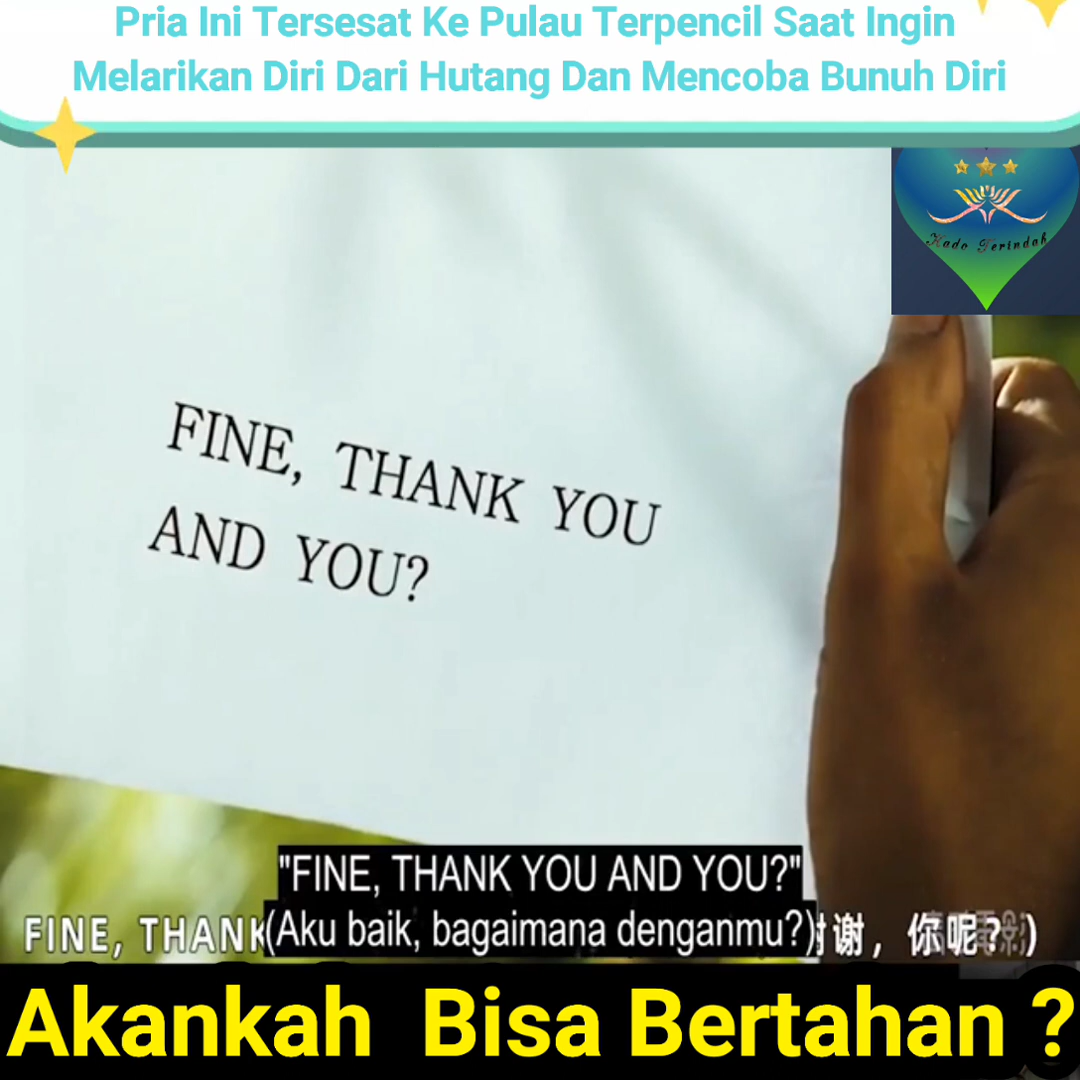 Pria Ini Tersesat Ke Pulau Terpencil Saat Ingin
Melarikan Diri Dari Hutang Dan Mencoba Bunuh Diri
Kado Terindah
FINE, THANK YOU
AND YOU?
"FINE, THANK YOU AND YOU?"
(Aku baik, bagaimana denganmu?)
FINE, THANK 谢，你呢？)
Akankah Bisa Bertahan ?